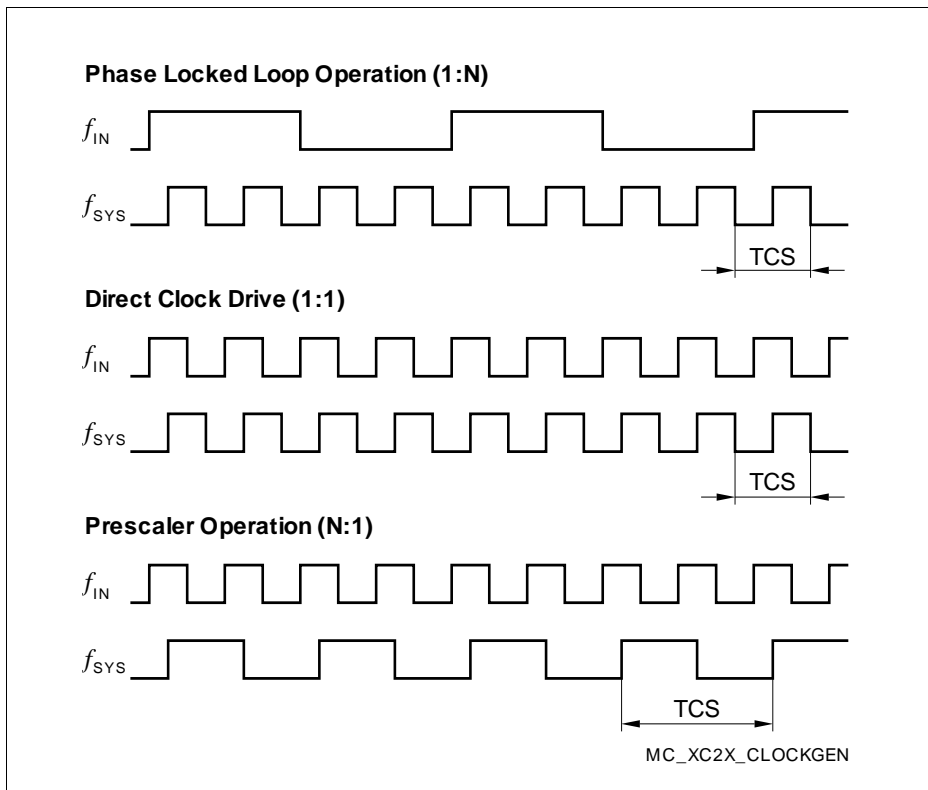 Phase Locked Loop Operation (1:N)
fIN
fSYS
TCS
Direct Clock Drive (1:1)
fIN
fSYS
TCS
Prescaler Operation (N:1)
fIN
fSYS
TCS
MC_XC2X_CLOCKGEN